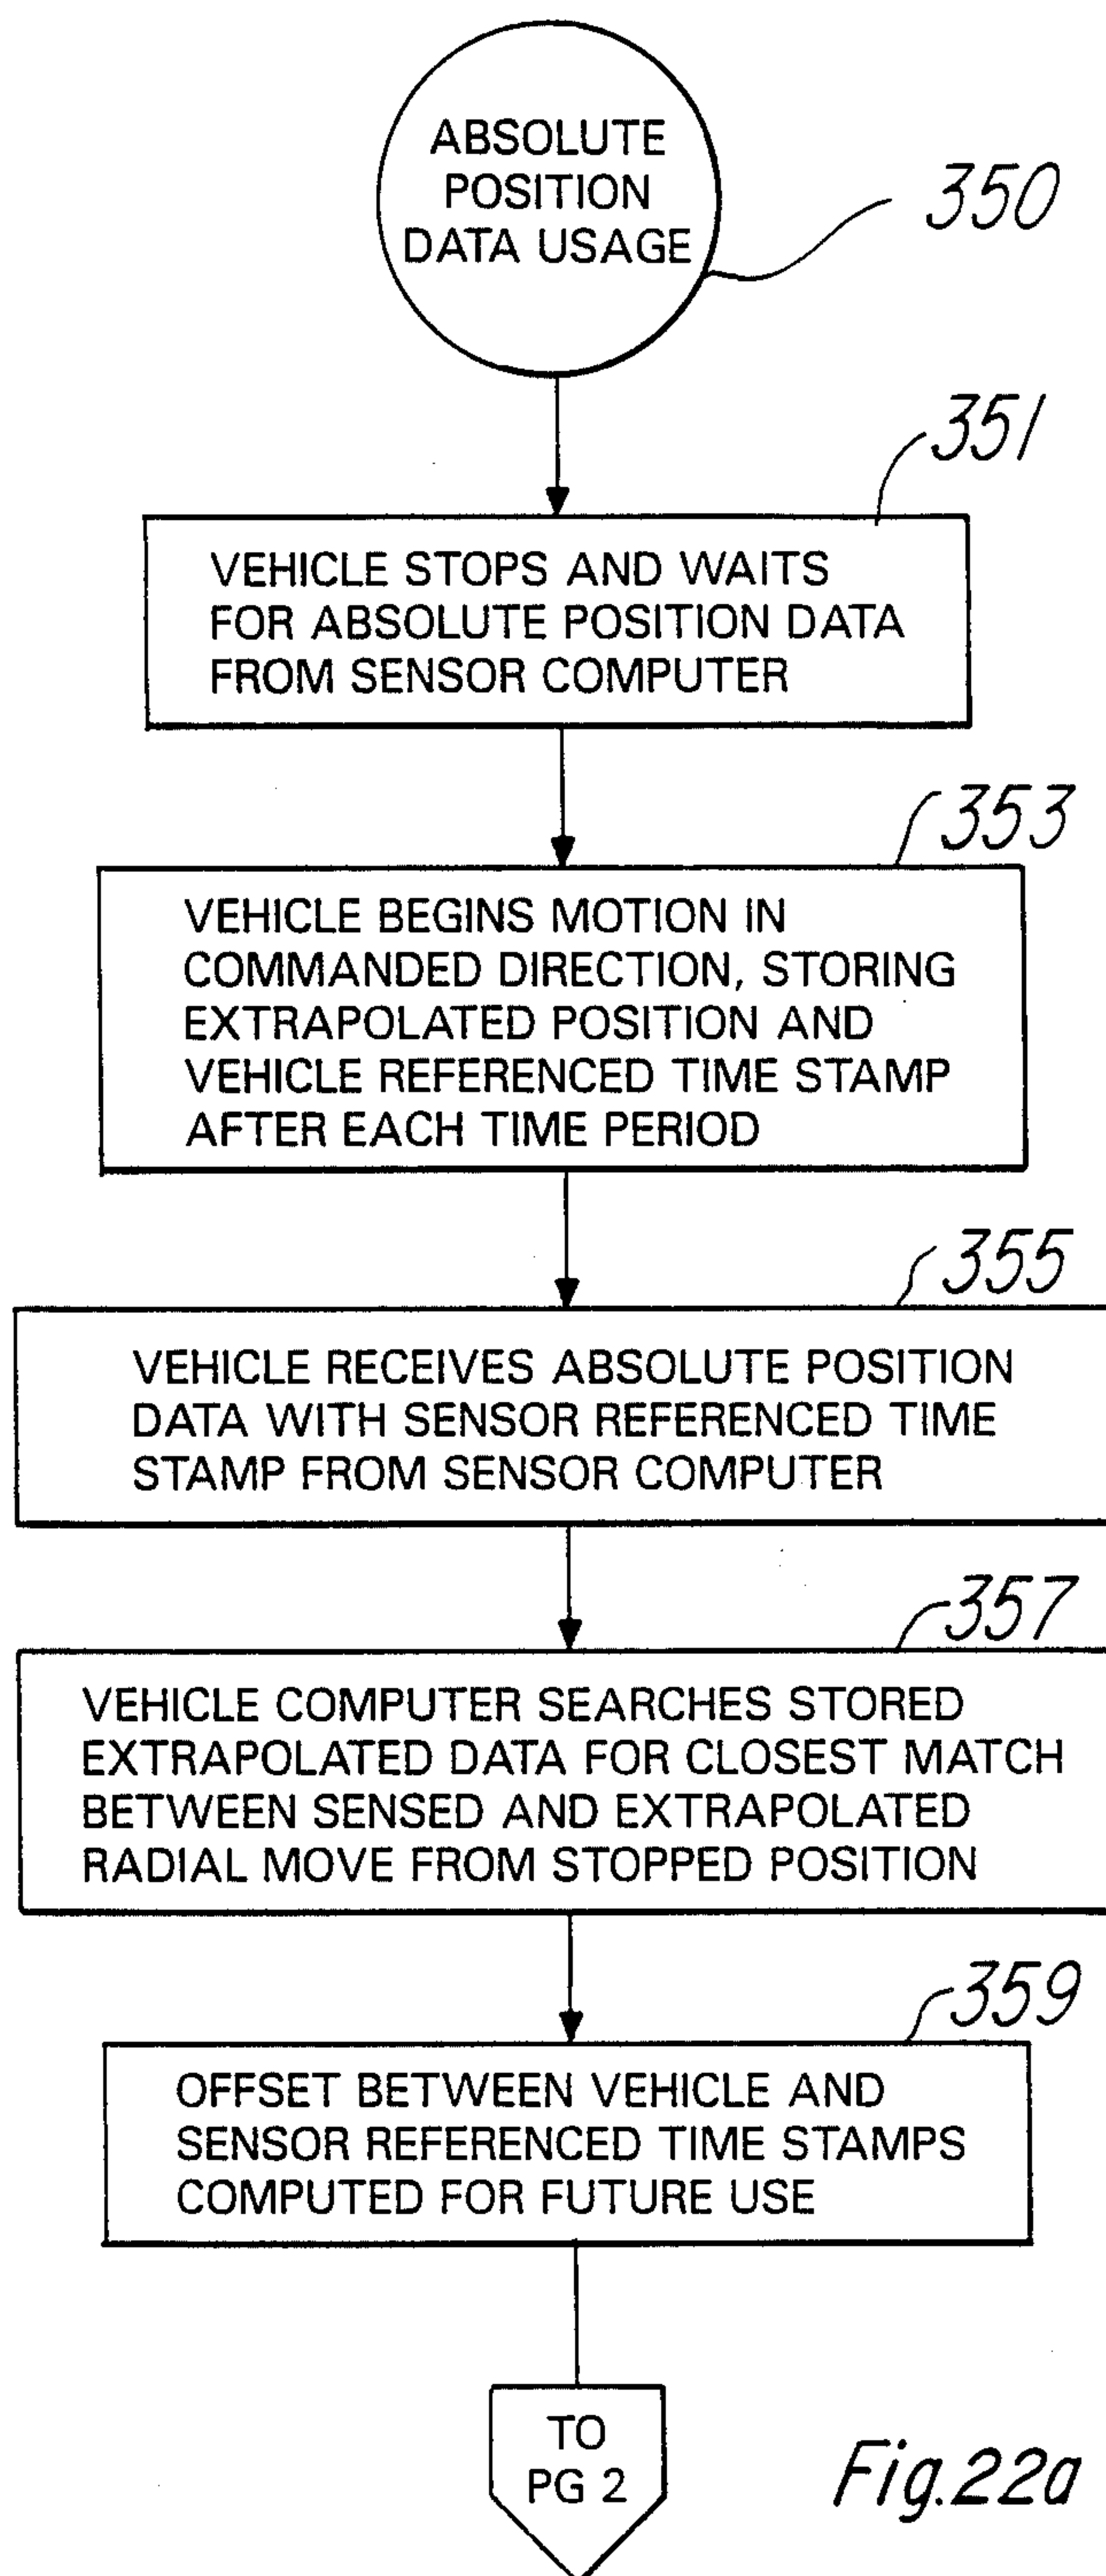 ABSOLUTE
POSITION
DATA USAGE
350
351
VEHICLE STOPS AND WAITS
FOR ABSOLUTE POSITION DATA
FROM SENSOR COMPUTER
353
VEHICLE BEGINS MOTION IN
COMMANDED DIRECTION, STORING
EXTRAPOLATED POSITION AND
VEHICLE REFERENCED TIME STAMP
AFTER EACH TIME PERIOD
355
VEHICLE RECEIVES ABSOLUTE POSITION
DATA WITH SENSOR REFERENCED TIME
STAMP FROM SENSOR COMPUTER
357
VEHICLE COMPUTER SEARCHES STORED
EXTRAPOLATED DATA FOR CLOSEST MATCH
BETWEEN SENSED AND EXTRAPOLATED
RADIAL MOVE FROM STOPPED POSITION
359
OFFSET BETWEEN VEHICLE AND
SENSOR REFERENCED TIME STAMPS
COMPUTED FOR FUTURE USE
TO
PG 2
Fig.22a